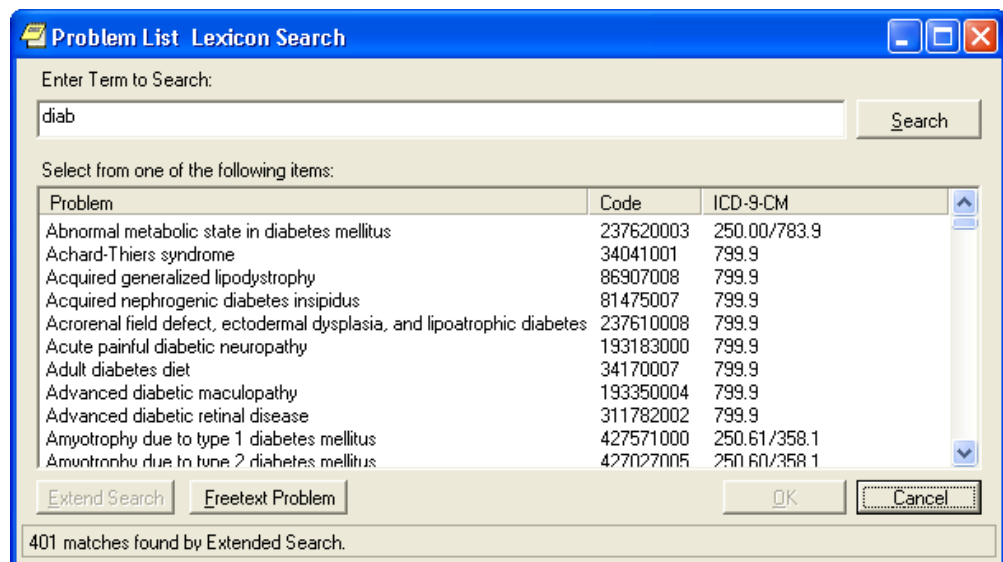 Problem List Lexicon Search
Enter Term to Search:
diab
Search
Select from one of the following items:
Problem Code ICD-9-CM
Abnormal metabolic state in diabetes mellitus 237620003 250.00/783.9
Achard-Thiers syndrome 34041001 799.9
Acquired generalized lipodystrophy 86907008 799.9
Acquired nephrogenic diabetes insipidus 81475007 799.9
Acrorenal field defect, ectodermal dysplasia, and lipoatrophic diabetes 237610008 799.9
Acute painful diabetic neuropathy 193183000 799.9
Adult diabetes diet 34170007 799.9
Advanced diabetic maculopathy 193350004 799.9
Advanced diabetic retinal disease 311782002 799.9
Amyotrophy due to type 1 diabetes mellitus 427571000 250.61/358.1
Amyotrophy due to type 2 diabetes mellitus 427027005 250.60/358.1
Extend Search Freetext Problem OK Cancel
401 matches found by Extended Search.